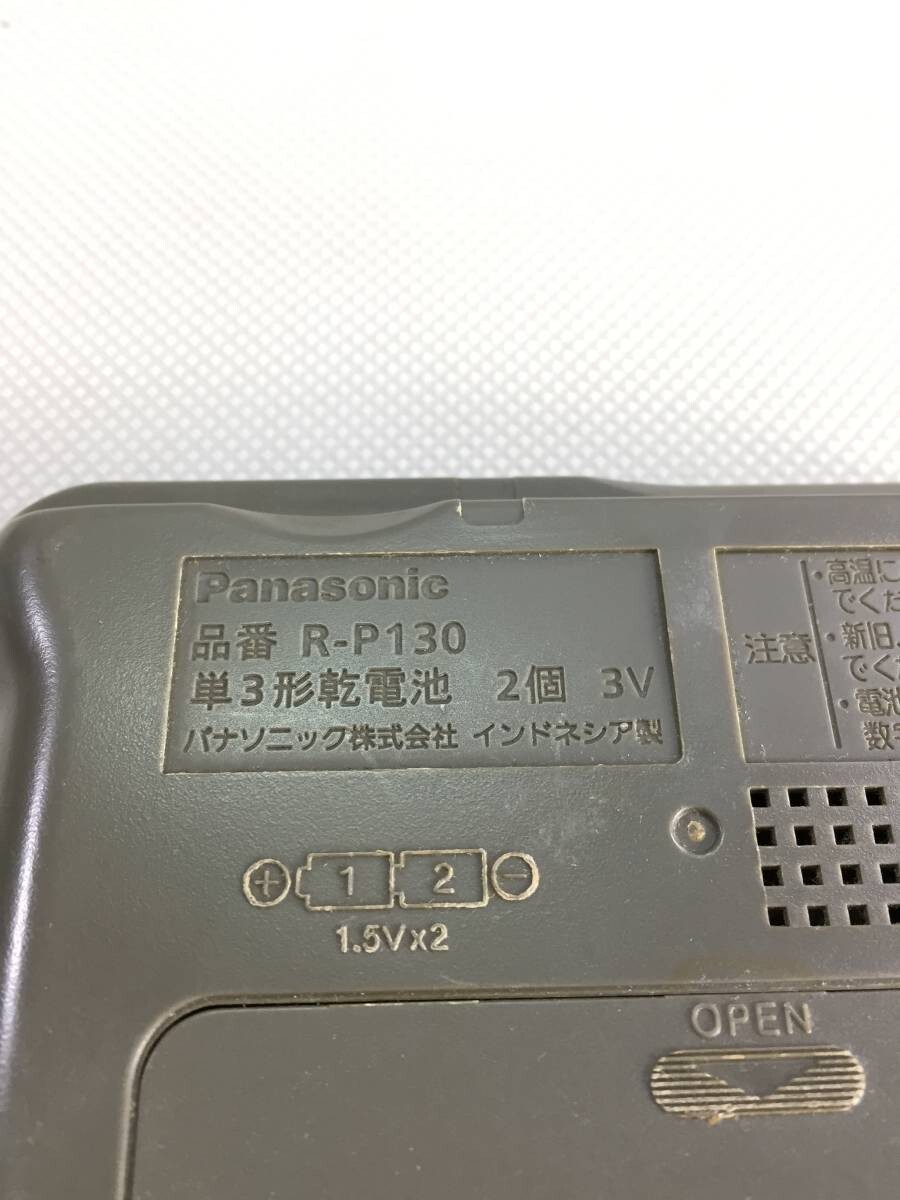 Panasonic
品番 R-P130
単3形乾電池 2個 3V
パナソニック株式会社 インドネシア製
注意
・高温に
でくだ
・新旧、
でくだ
・電池
数字
1 2
1.5V×2
OPEN